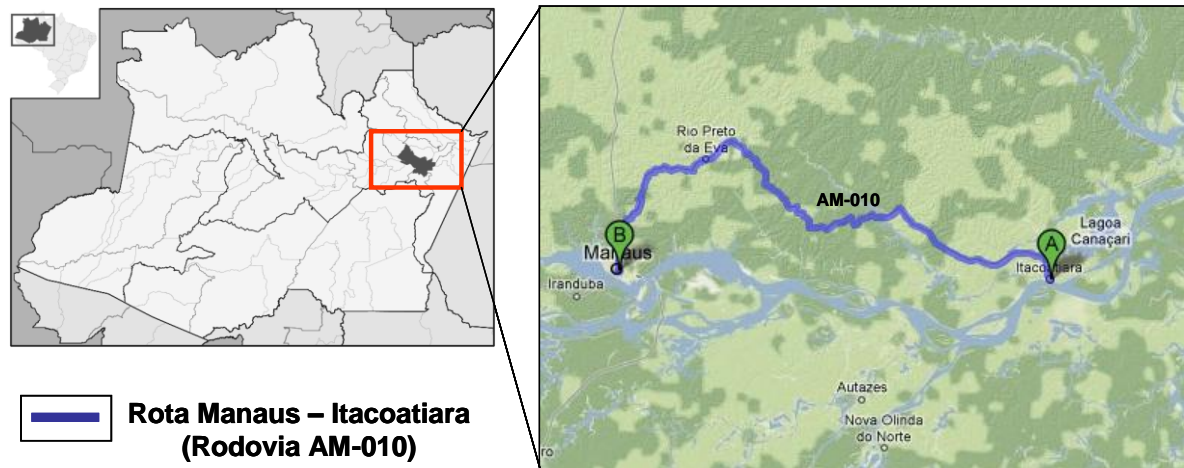 Rio Preto
da Eva
AM-010
B
Manaus
Iranduba
A
Lagoa
Canaçari
Itacoatiara
Autazes
Nova Olinda
do Norte
ro
Rota Manaus – Itacoatiara
(Rodovia AM-010)